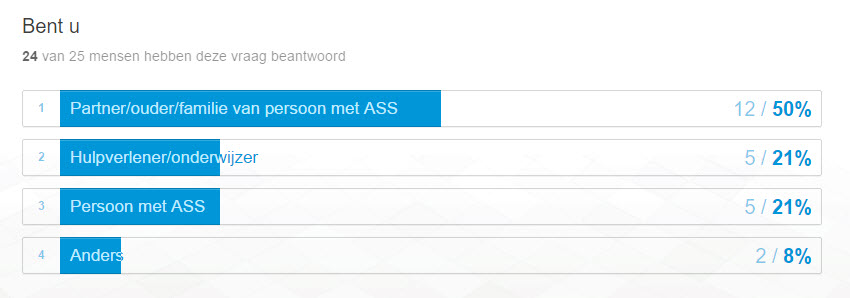 Bent u
24 van 25 mensen hebben deze vraag beantwoord
1 Partner/ouder/familie van persoon met ASS 12 / 50%
2 Hulpverlener/onderwijzer 5 / 21%
3 Persoon met ASS 5 / 21%
4 Anders 2 / 8%